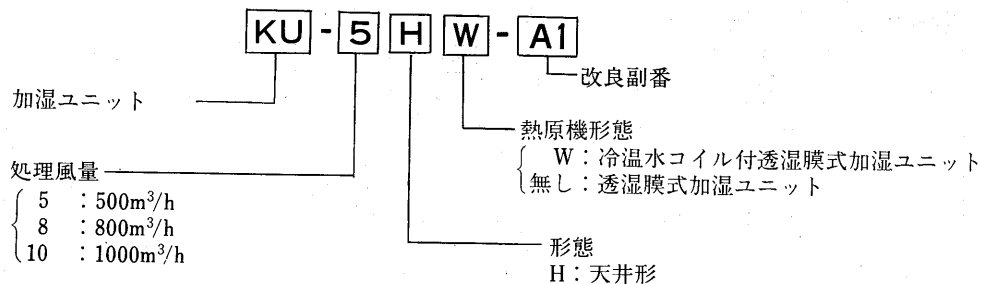 KU-5HW-A1
改良副番
加湿ユニット
熱原機形態
W：冷温水コイル付透湿膜式加湿ユニット
無し：透湿膜式加湿ユニット
処理風量
5：500m³/h
8：800m³/h
10：1000m³/h
形態
H：天井形